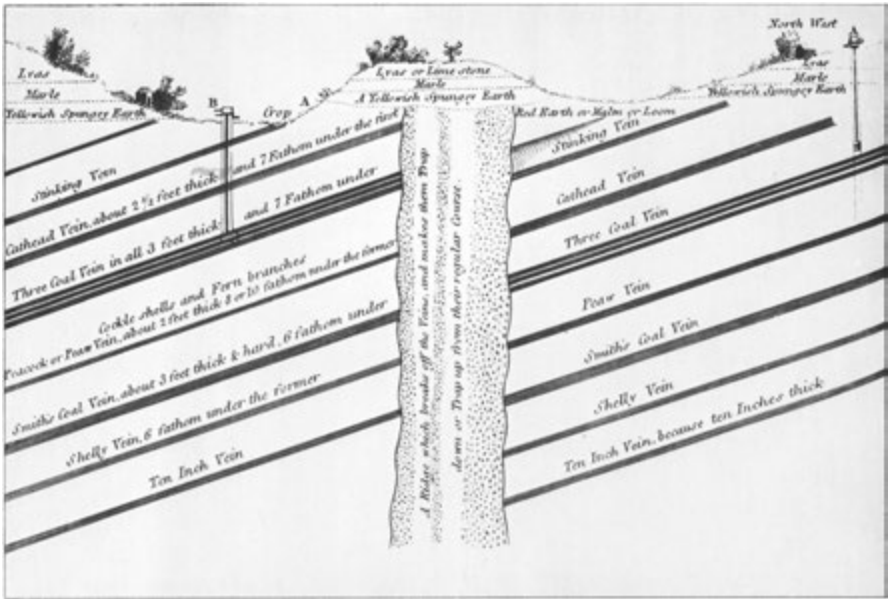 North West
Lyas
Marle
Yellowish Spungey Earth
B
Crop
A
Lyas or Lime stone
Marle
A Yellowish Spungey Earth
Lyas
Marle
Yellowish Spungey Earth
Red Earth or Malm or Loom
Stinking Vein
Cathead Vein, about 2 1/2 feet thick and 7 Fathom under the first
Three Coal Vein in all 3 feet thick and 7 Fathom under
Cockle shells and Fern branches
Peacock or Peaw Vein, about 2 feet thick 8 or 10 fathom under the former
Smith's Coal Vein, about 3 feet thick & hard, 6 fathom under
Shelly Vein, 6 fathom under the former
Ten Inch Vein
A Ridge which breaks off the Veins, and makes them Trap
down or Trap up from their regular Course
Stinking Vein
Cathead Vein
Three Coal Vein
Peaw Vein
Smith's Coal Vein
Shelly Vein
Ten Inch Vein, because ten Inches thick